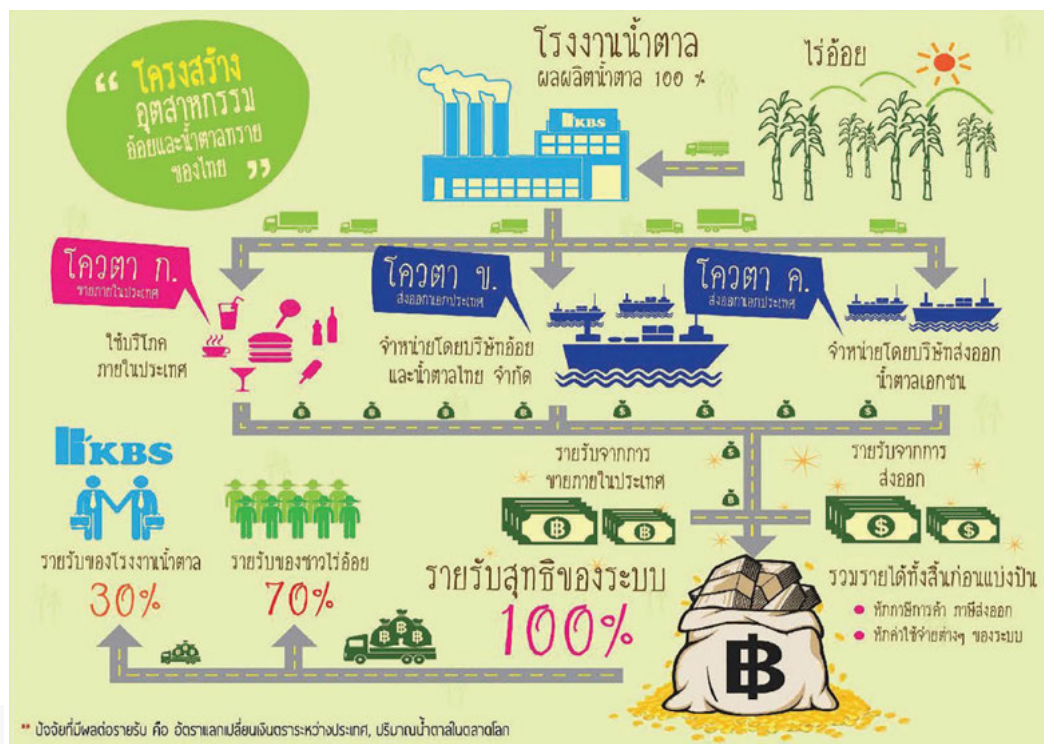 “ โครงสร้าง
อุตสาหกรรม
อ้อยและน้ำตาลทราย
ของไทย ”
โรงงานน้ำตาล
ผลผลิตน้ำตาล 100 %
ไร่อ้อย
KBS
โควตา ก.
ขายภายในประเทศ
ใช้บริโภค
ภายในประเทศ
โควตา ข.
ส่งออกนอกประเทศ
จำหน่ายโดยบริษัทอ้อย
และน้ำตาลไทย จำกัด
โควตา ค.
ส่งออกนอกประเทศ
จำหน่ายโดยบริษัทส่งออก
น้ำตาลเอกชน
รายรับจากการ
ขายภายในประเทศ
รายรับจากการ
ส่งออก
KBS
รายรับของโรงงานน้ำตาล
30%
รายรับของชาวไร่อ้อย
70%
รายรับสุทธิของระบบ
100%
รวมรายได้ทั้งสิ้นก่อนแบ่งปัน
• หักภาษีการค้า ภาษีส่งออก
• หักค่าใช้จ่ายต่างๆ ของระบบ
** ปัจจัยที่มีผลต่อรายรับ คือ อัตราแลกเปลี่ยนเงินตราระหว่างประเทศ, ปริมาณน้ำตาลในตลาดโลก